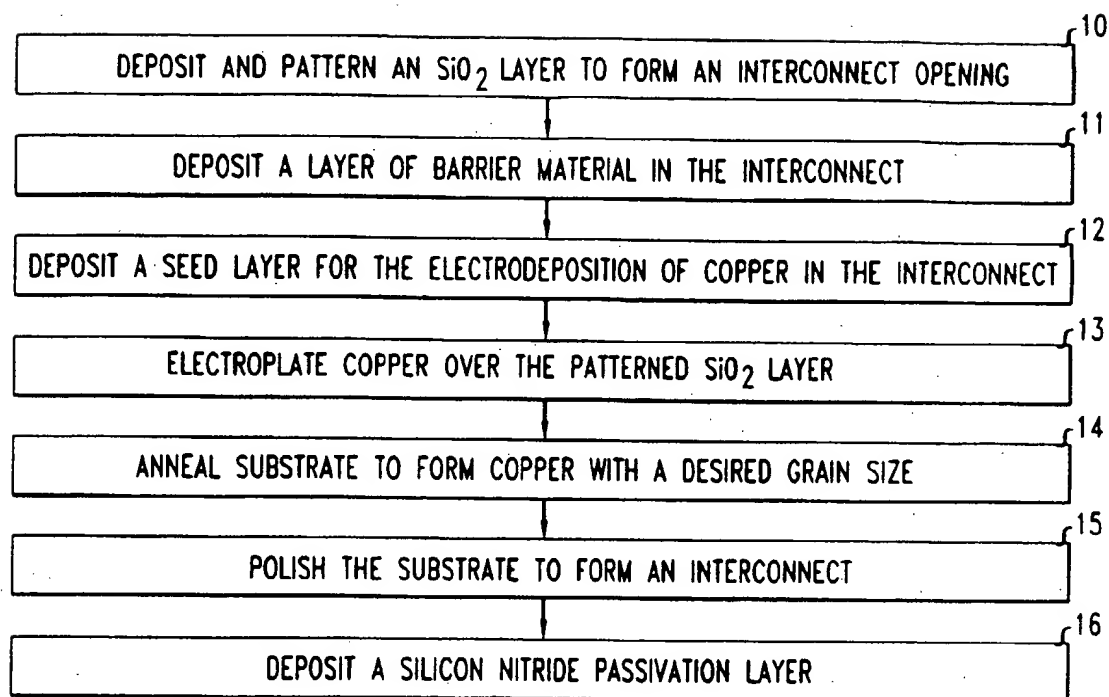 10
DEPOSIT AND PATTERN AN SiO2 LAYER TO FORM AN INTERCONNECT OPENING
11
DEPOSIT A LAYER OF BARRIER MATERIAL IN THE INTERCONNECT
12
DEPOSIT A SEED LAYER FOR THE ELECTRODEPOSITION OF COPPER IN THE INTERCONNECT
13
ELECTROPLATE COPPER OVER THE PATTERNED SiO2 LAYER
14
ANNEAL SUBSTRATE TO FORM COPPER WITH A DESIRED GRAIN SIZE
15
POLISH THE SUBSTRATE TO FORM AN INTERCONNECT
16
DEPOSIT A SILICON NITRIDE PASSIVATION LAYER